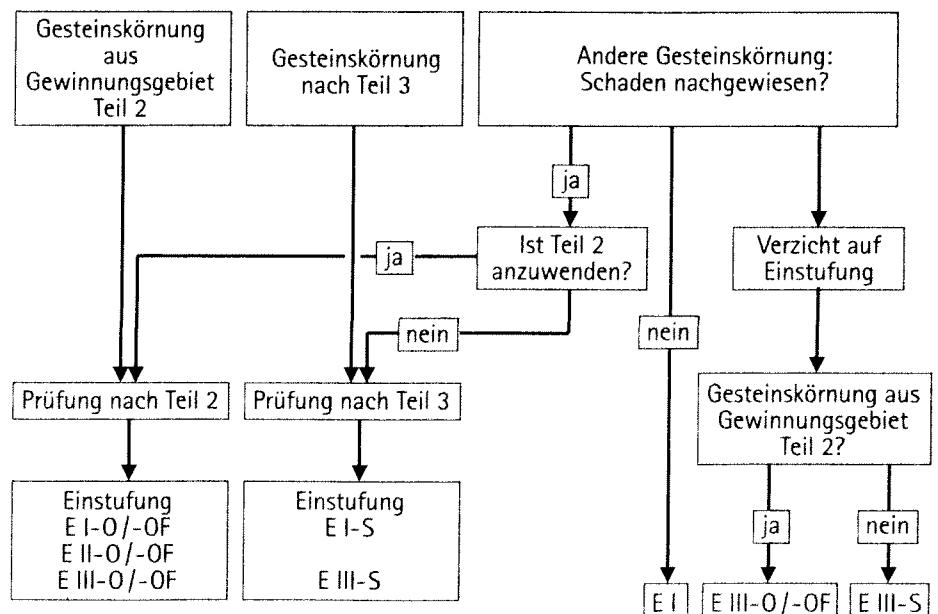 Gesteinskörnung
aus
Gewinnungsgebiet
Teil 2
Gesteinskörnung
nach Teil 3
Andere Gesteinskörnung:
Schaden nachgewiesen?
ja
Ist Teil 2
anzuwenden?
Verzicht auf
Einstufung
ja
nein
nein
Prüfung nach Teil 2
Prüfung nach Teil 3
Gesteinskörnung aus
Gewinnungsgebiet
Teil 2?
Einstufung
E I-O/-OF
E II-O/-OF
E III-O/-OF
Einstufung
E I-S
E III-S
ja
nein
E I
E III-O/-OF
E III-S